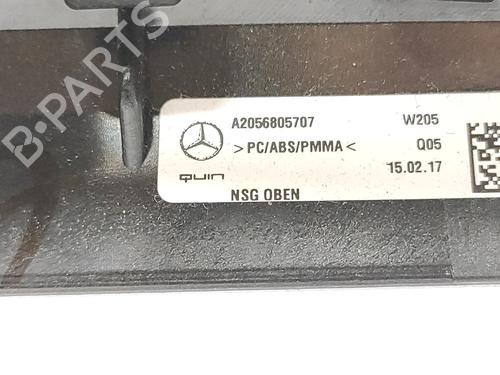 B-PARTS
A2056805707 W205
>PC/ABS/PMMA< Q05
QUIN 15.02.17
NSG OBEN